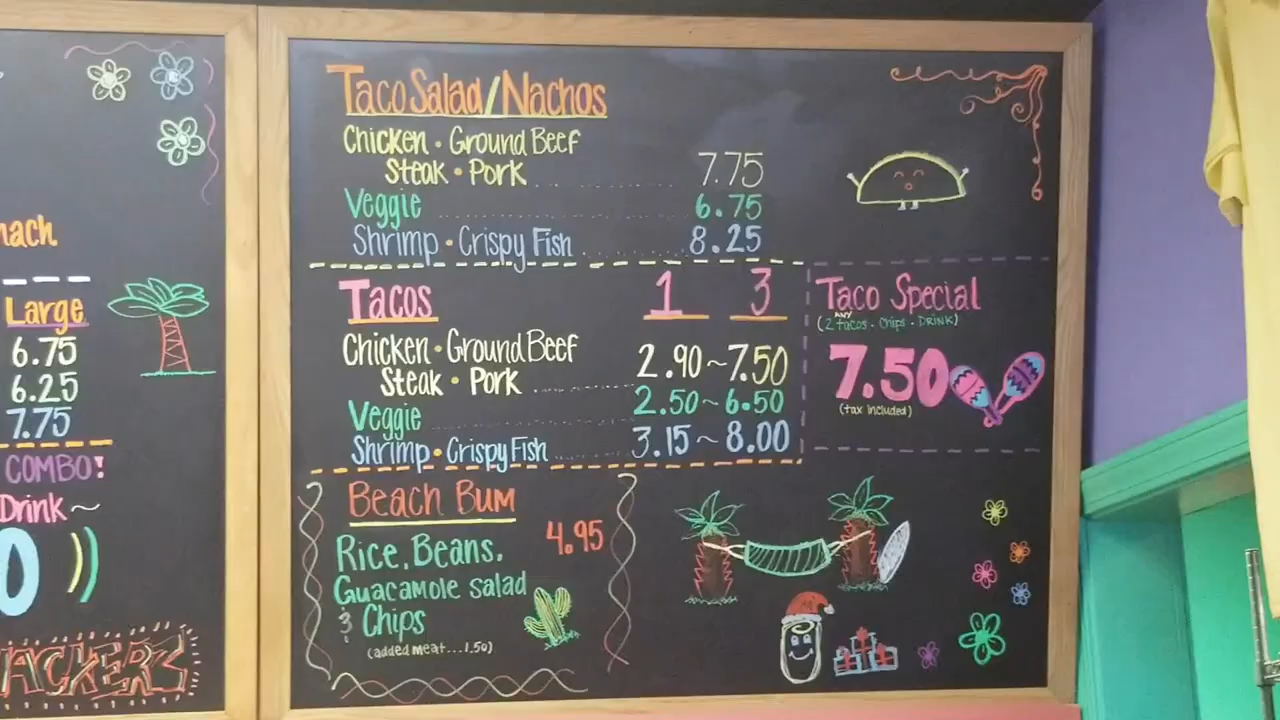 nach
Large
6.75
6.25
7.75
COMBO!
Drink ~
0 ))
ACKERZ
Taco Salad/Nachos
Chicken • Ground Beef
Steak • Pork ........ 7.75
Veggie ........ 6.75
Shrimp • Crispy Fish ........ 8.25
Tacos 1 3
Chicken • Ground Beef
Steak • Pork ........ 2.90 ~ 7.50
Veggie ........ 2.50 ~ 6.50
Shrimp • Crispy Fish ........ 3.15 ~ 8.00
Taco Special
(2 ANY tacos • Chips • DRINK)
7.50
(tax included)
Beach Bum
4.95
Rice, Beans,
Guacamole salad
& Chips
(added meat...1.50)